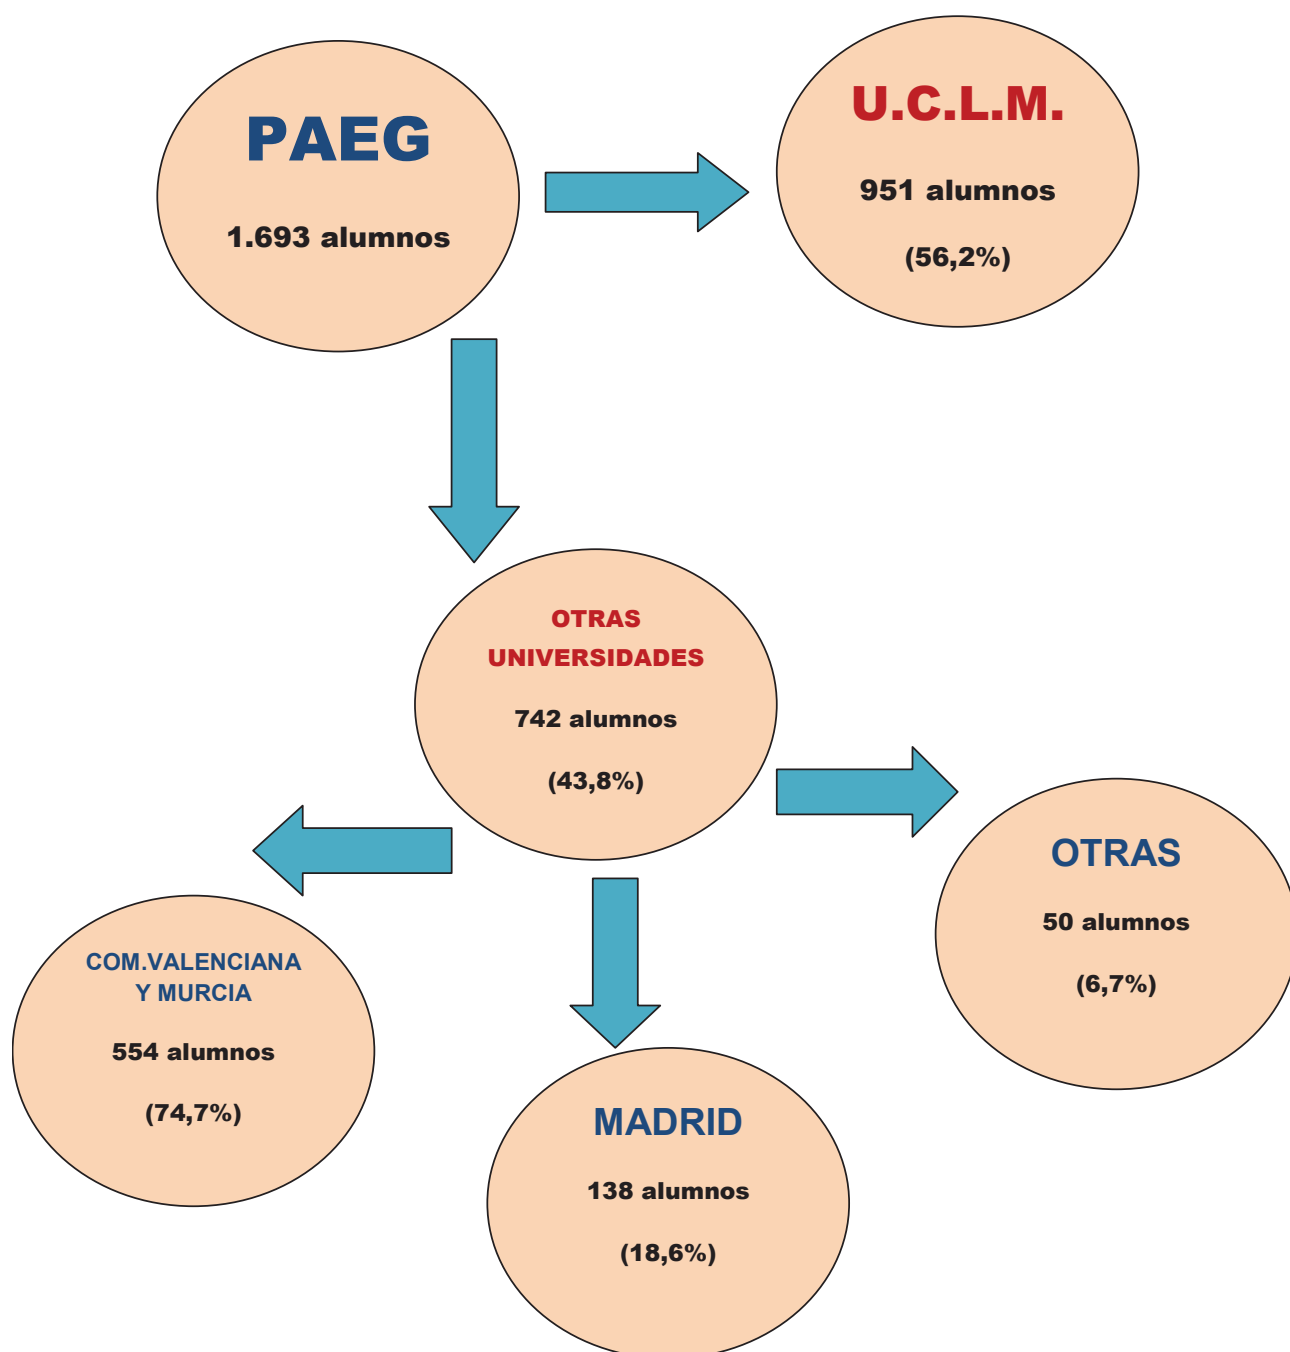 PAEG
1.693 alumnos
U.C.L.M.
951 alumnos
(56,2%)
OTRAS
UNIVERSIDADES
742 alumnos
(43,8%)
OTRAS
50 alumnos
(6,7%)
COM.VALENCIANA
Y MURCIA
554 alumnos
(74,7%)
MADRID
138 alumnos
(18,6%)